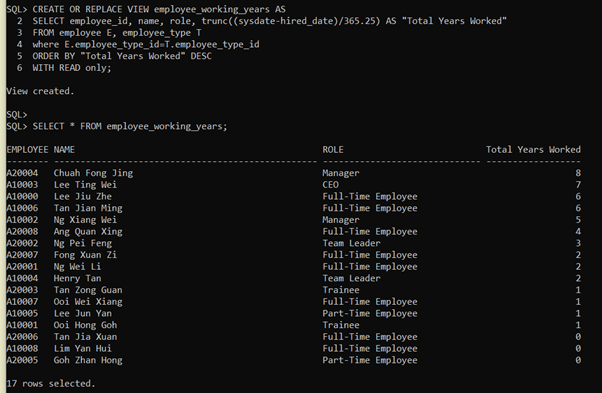 SQL> CREATE OR REPLACE VIEW employee_working_years AS
2 SELECT employee_id, name, role, trunc((sysdate-hired_date)/365.25) AS "Total Years Worked"
3 FROM employee E, employee_type T
4 where E.employee_type_id=T.employee_type_id
5 ORDER BY "Total Years Worked" DESC
6 WITH READ only;
View created.
SQL>
SQL> SELECT * FROM employee_working_years;
EMPLOYEE NAME ROLE Total Years Worked
-------- -------------------------------------------------- ------------------------------ ------------------
A20004 Chuah Fong Jing Manager 8
A10003 Lee Ting Wei CEO 7
A10000 Lee Jiu Zhe Full-Time Employee 6
A10006 Tan Jian Ming Full-Time Employee 6
A10002 Ng Xiang Wei Manager 5
A20008 Ang Quan Xing Full-Time Employee 4
A20002 Ng Pei Feng Team Leader 3
A20007 Fong Xuan Zi Full-Time Employee 2
A20001 Ng Wei Li Full-Time Employee 2
A10004 Henry Tan Team Leader 2
A20003 Tan Zong Guan Trainee 1
A10007 Ooi Wei Xiang Full-Time Employee 1
A10005 Lee Jun Yan Part-Time Employee 1
A10001 Ooi Hong Goh Trainee 1
A20006 Tan Jia Xuan Full-Time Employee 0
A10008 Lim Yan Hui Full-Time Employee 0
A20005 Goh Zhan Hong Part-Time Employee 0
17 rows selected.